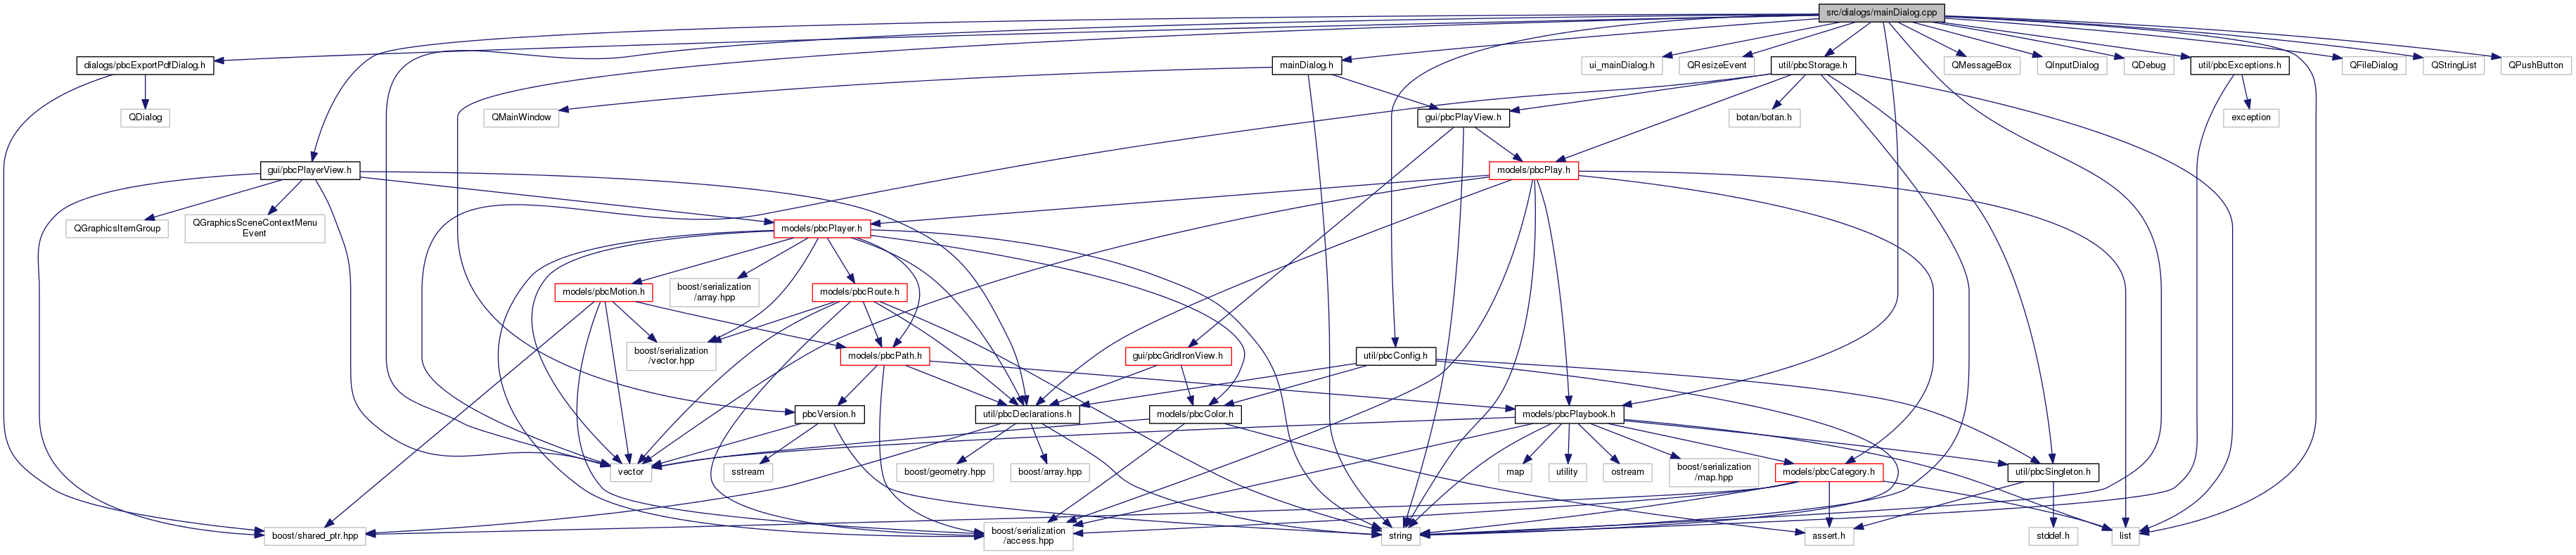 src/dialogs/mainDialog.cpp
dialogs/pbcExportPdfDialog.h
mainDialog.h
ui_mainDialog.h
QResizeEvent
util/pbcStorage.h
QMessageBox
QInputDialog
QDebug
util/pbcExceptions.h
QFileDialog
QStringList
QPushButton
QDialog
QMainWindow
gui/pbcPlayView.h
botan/botan.h
exception
gui/pbcPlayerView.h
models/pbcPlay.h
QGraphicsItemGroup
QGraphicsSceneContextMenu
Event
models/pbcPlayer.h
models/pbcMotion.h
boost/serialization
/array.hpp
models/pbcRoute.h
boost/serialization
/vector.hpp
models/pbcPath.h
gui/pbcGridIronView.h
util/pbcConfig.h
pbcVersion.h
util/pbcDeclarations.h
models/pbcColor.h
models/pbcPlaybook.h
vector
sstream
boost/geometry.hpp
boost/array.hpp
map
utility
ostream
boost/serialization
/map.hpp
models/pbcCategory.h
util/pbcSingleton.h
boost/shared_ptr.hpp
boost/serialization
/access.hpp
string
assert.h
stddef.h
list